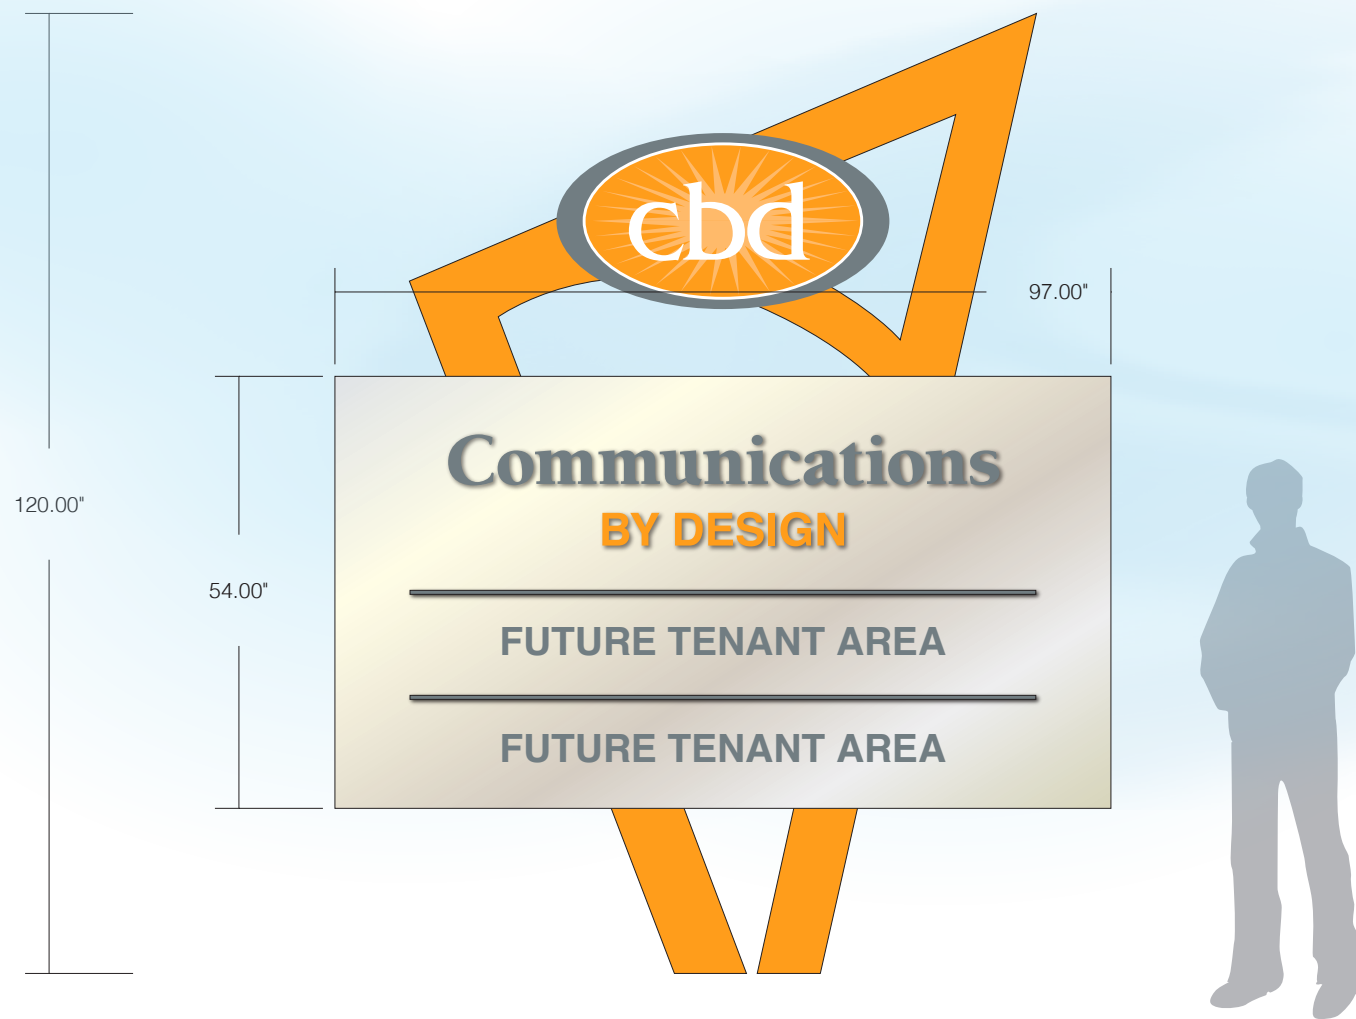 cbd
97.00"
Communications
BY DESIGN
120.00"
54.00"
FUTURE TENANT AREA
FUTURE TENANT AREA